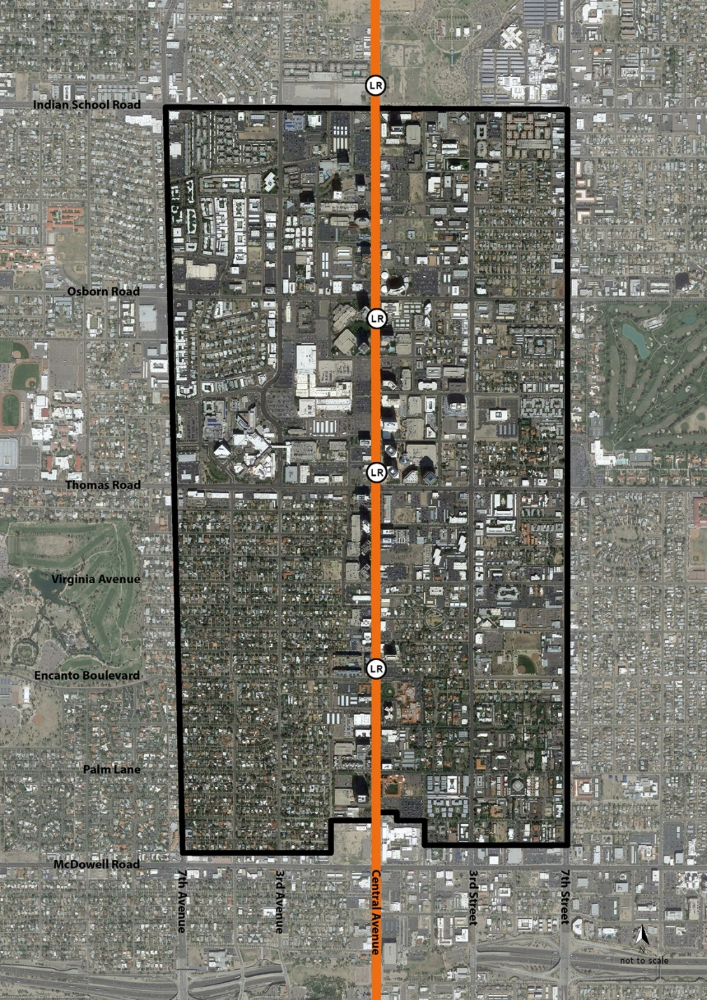 LR
Indian School Road
Osborn Road
LR
LR
Thomas Road
Virginia Avenue
LR
Encanto Boulevard
Palm Lane
McDowell Road
7th Avenue
3rd Avenue
Central Avenue
3rd Street
7th Street
N
not to scale